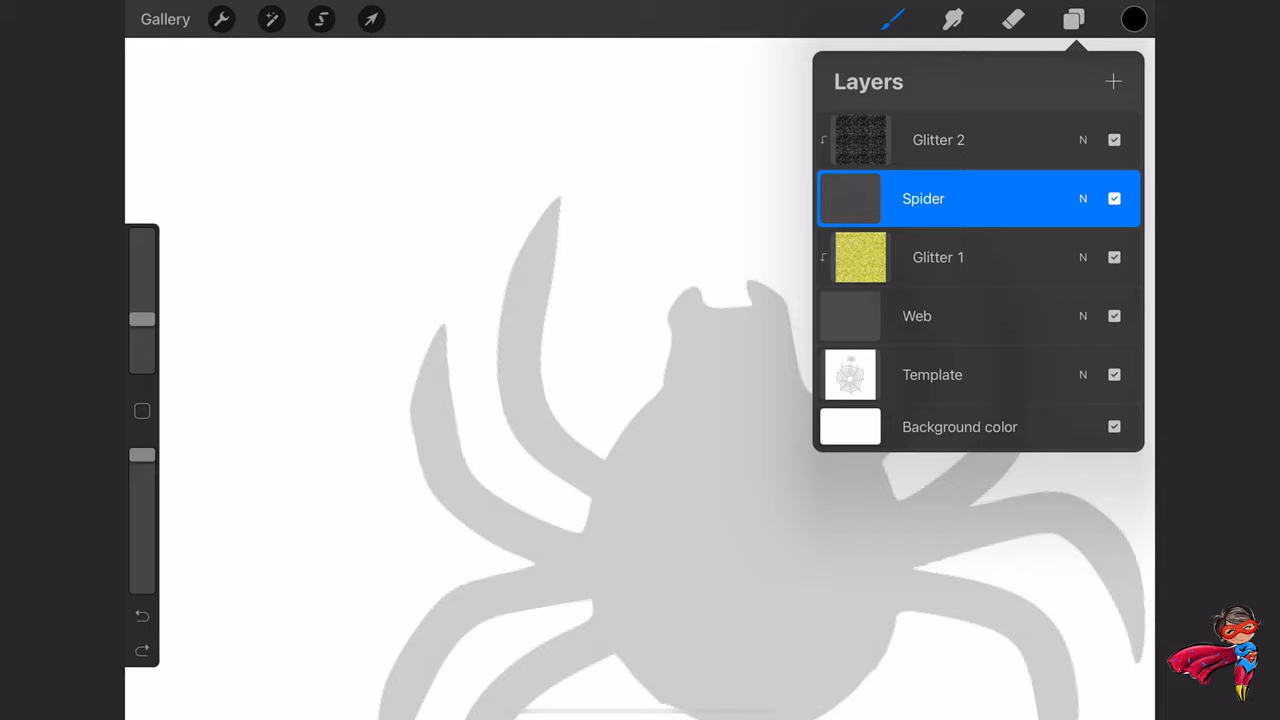 Gallery
Layers
Glitter 2 N
Spider N
Glitter 1 N
Web N
Template N
Background color